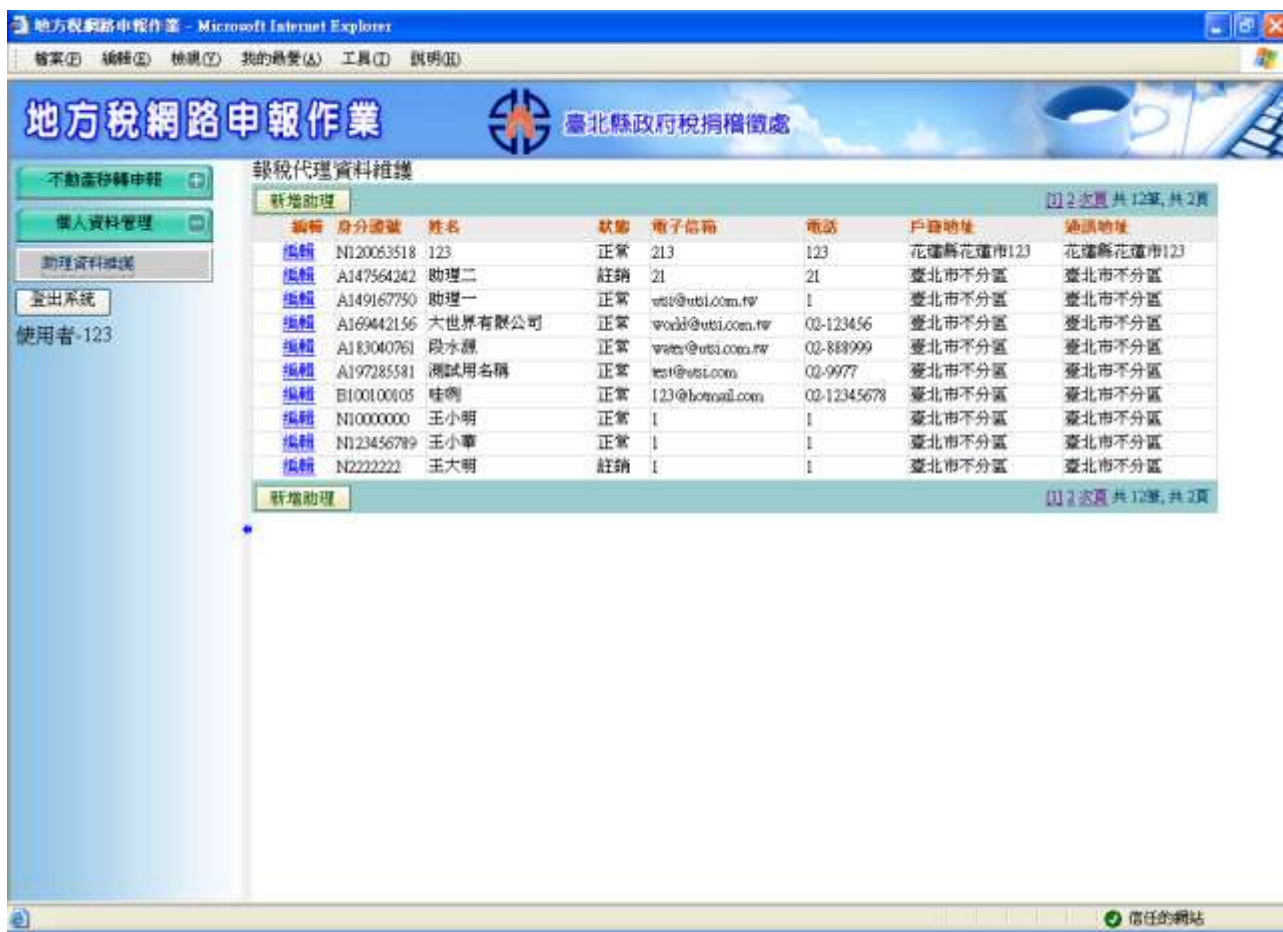 地方稅網路申報作業 - Microsoft Internet Explorer
檔案(F) 編輯(E) 檢視(V) 我的最愛(A) 工具(T) 說明(H)
地方稅網路申報作業
臺北縣政府稅捐稽徵處
不動產移轉申報
個人資料管理
助理資料維護
登出系統
使用者-123
報稅代理資料維護
新增助理 [1] 2 次頁 共 12筆, 共 2頁
編輯 身分證號 姓名 狀態 電子信箱 電話 戶籍地址 通訊地址
編輯 N120053518 123 正常 213 123 花蓮縣花蓮市123 花蓮縣花蓮市123
編輯 A147564242 助理二 註銷 21 21 臺北市不分區 臺北市不分區
編輯 A149167750 助理一 正常 utsi@utsi.com.tw 1 臺北市不分區 臺北市不分區
編輯 A169442156 大世界有限公司 正常 world@utsi.com.tw 02-123456 臺北市不分區 臺北市不分區
編輯 A183040761 段水源 正常 water@utsi.com.tw 02-888999 臺北市不分區 臺北市不分區
編輯 A197285581 測試用名稱 正常 test@utsi.com 02-9977 臺北市不分區 臺北市不分區
編輯 B100100105 正常 123@hotmail.com 02-12345678 臺北市不分區 臺北市不分區
編輯 N10000000 王小明 正常 1 1 臺北市不分區 臺北市不分區
編輯 N123456789 王小華 正常 1 1 臺北市不分區 臺北市不分區
編輯 N2222222 王大明 註銷 1 1 臺北市不分區 臺北市不分區
新增助理 [1] 2 次頁 共 12筆, 共 2頁
信任的網站